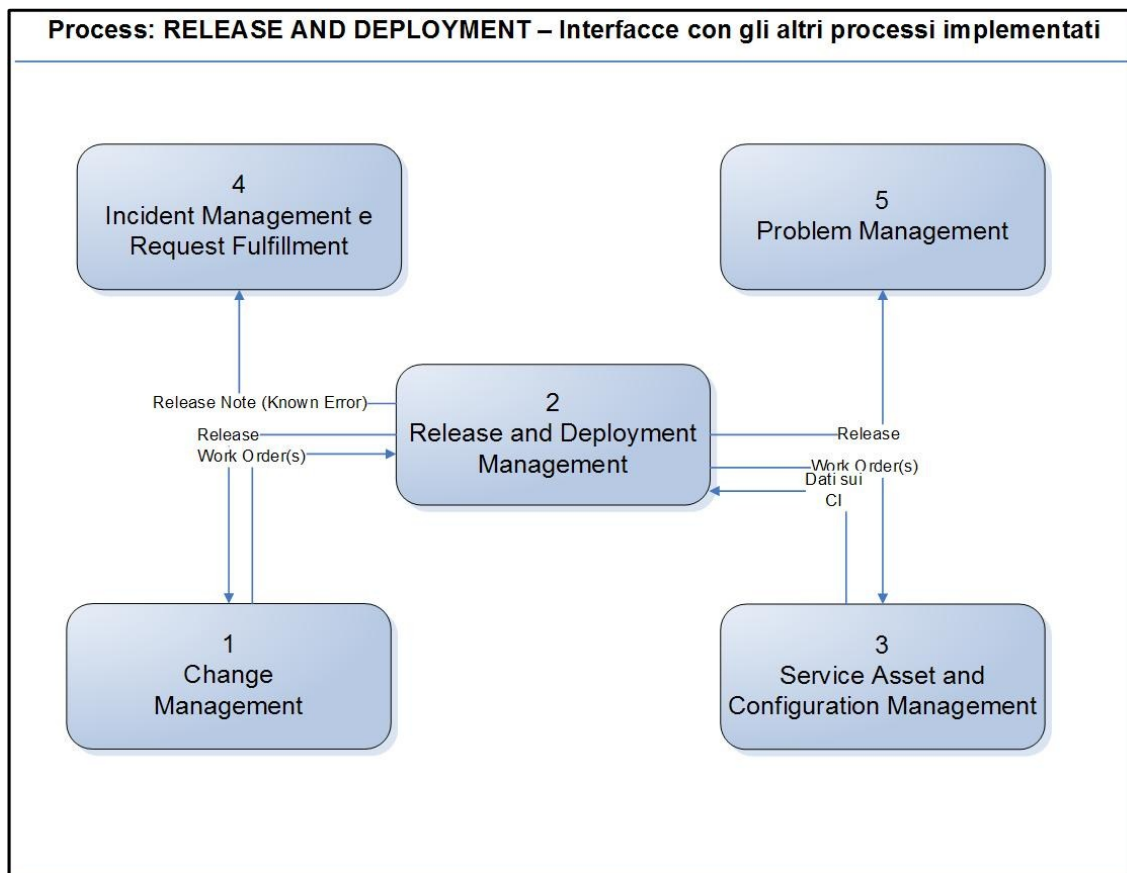 Process: RELEASE AND DEPLOYMENT – Interfacce con gli altri processi implementati
4
Incident Management e
Request Fulfillment
5
Problem Management
Release Note (Known Error)
2
Release and Deployment
Management
Release
Work Order(s)
Release
Work Order(s)
Dati sui
CI
1
Change
Management
3
Service Asset and
Configuration Management